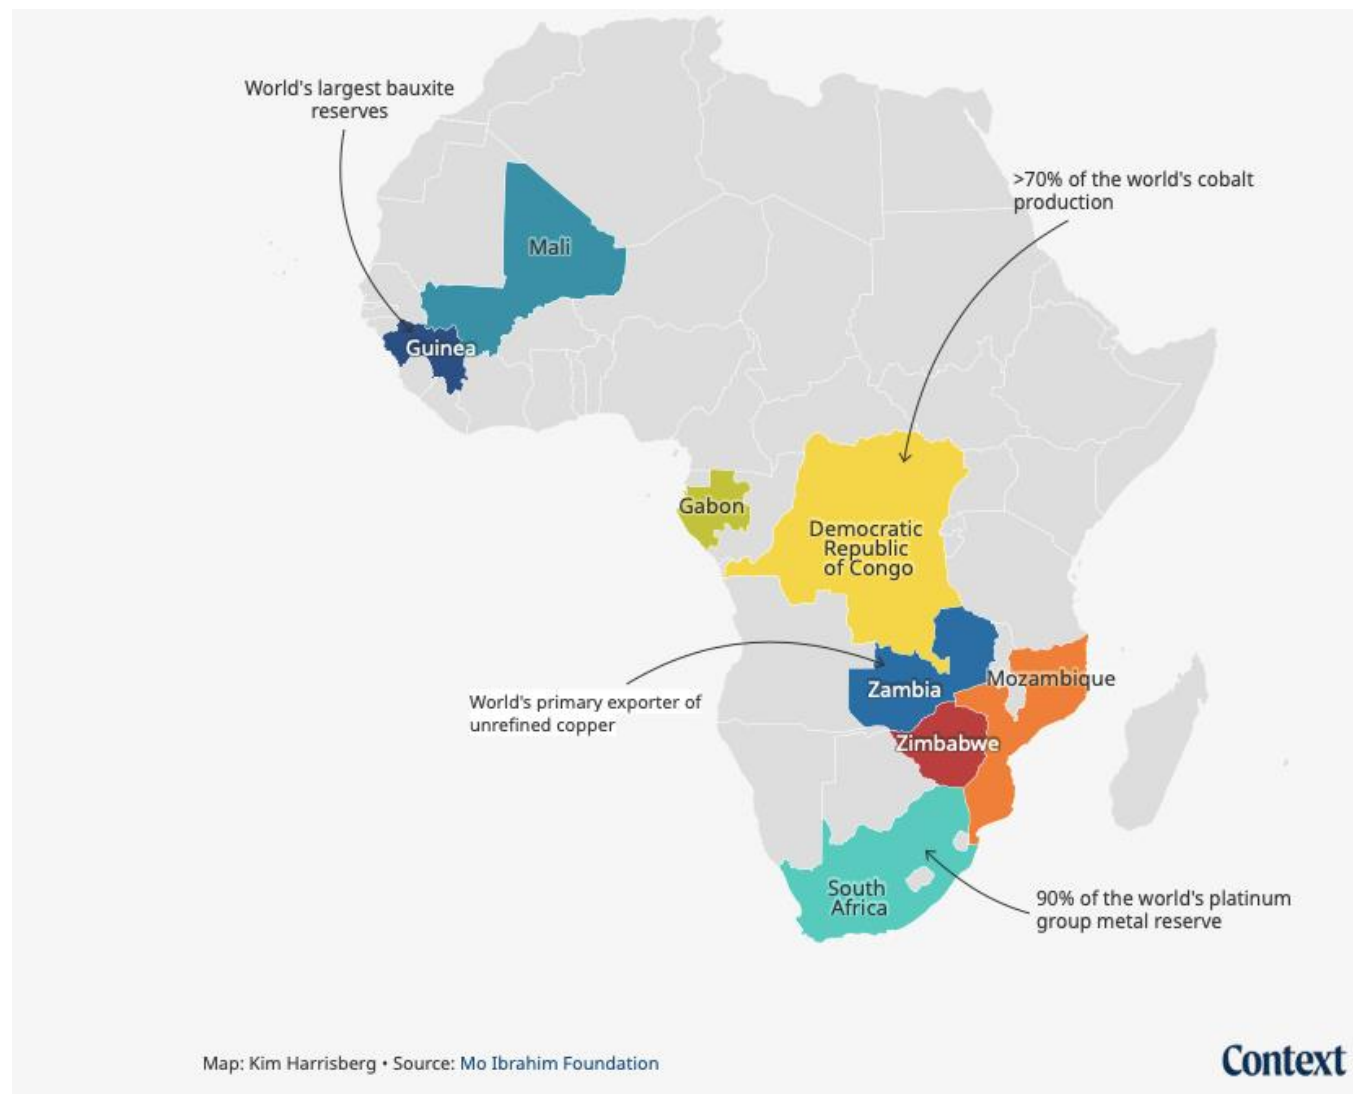 World's largest bauxite
reserves
>70% of the world's cobalt
production
Mali
Guinea
Gabon
Democratic
Republic
of Congo
World's primary exporter of
unrefined copper
Zambia
Mozambique
Zimbabwe
South
Africa
90% of the world's platinum
group metal reserve
Map: Kim Harrisberg • Source: Mo Ibrahim Foundation
Context